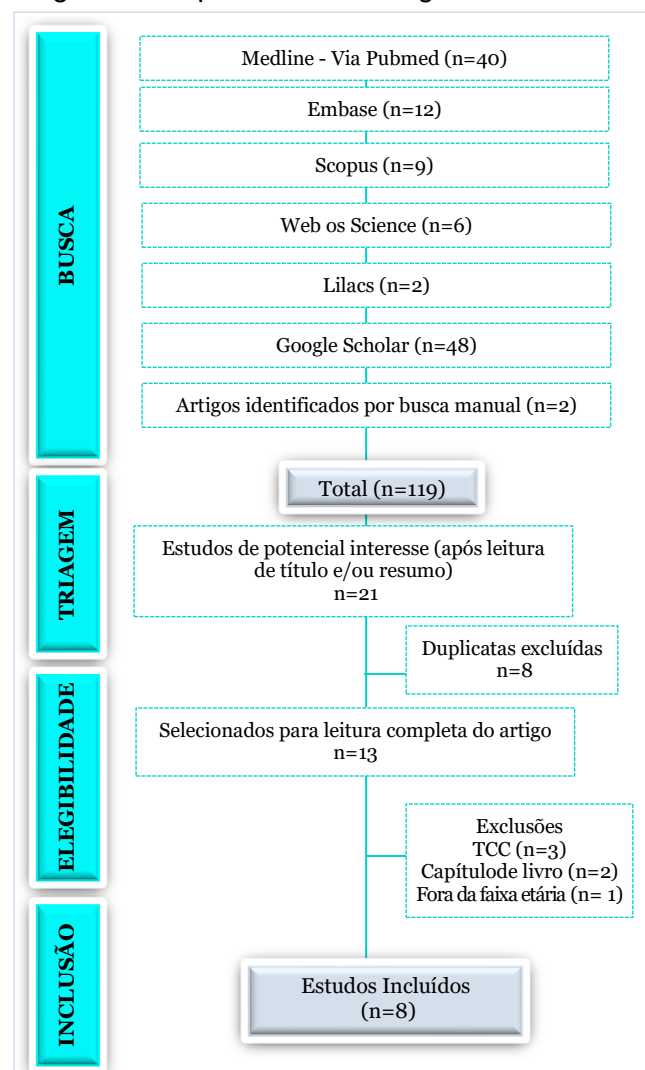 BUSCA
Medline - Via Pubmed (n=40)
Embase (n=12)
Scopus (n=9)
Web os Science (n=6)
Lilacs (n=2)
Google Scholar (n=48)
Artigos identificados por busca manual (n=2)
Total (n=119)
TRIAGEM
Estudos de potencial interesse (após leitura
de título e/ou resumo)
n=21
Duplicatas excluídas
n=8
ELEGIBILIDADE
Selecionados para leitura completa do artigo
n=13
Exclusões
TCC (n=3)
Capítulode livro (n=2)
Fora da faixa etária (n= 1)
INCLUSÃO
Estudos Incluídos
(n=8)